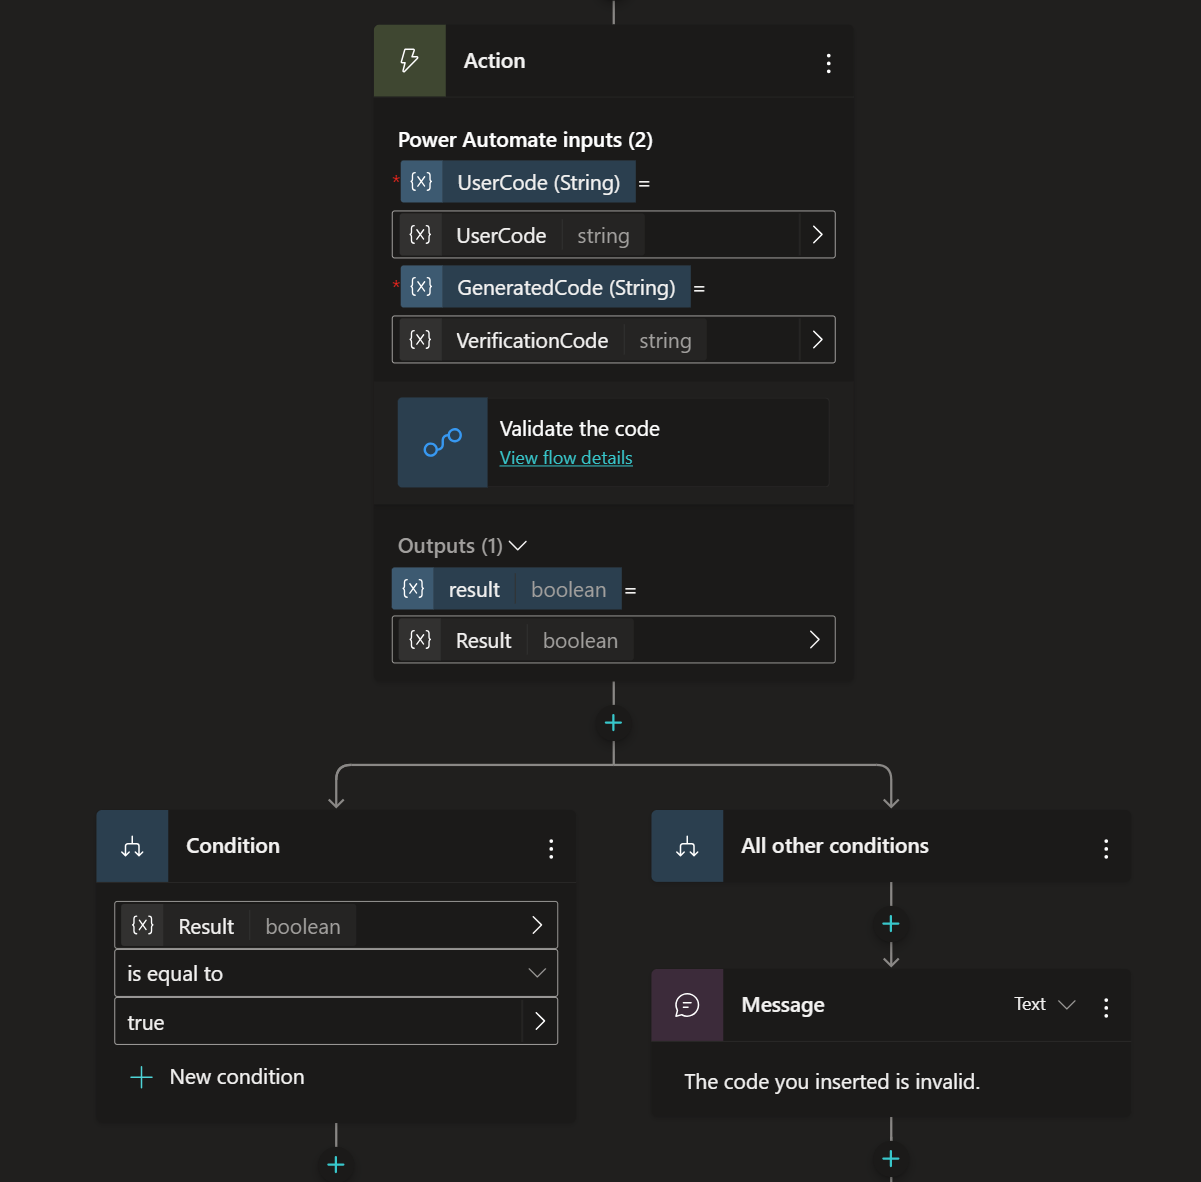 Action
Power Automate inputs (2)
* {x} UserCode (String) =
{x} UserCode string
* {x} GeneratedCode (String) =
{x} VerificationCode string
Validate the code
View flow details
Outputs (1)
{x} result boolean =
{x} Result boolean
Condition
{x} Result boolean
is equal to
true
New condition
All other conditions
Message Text
The code you inserted is invalid.